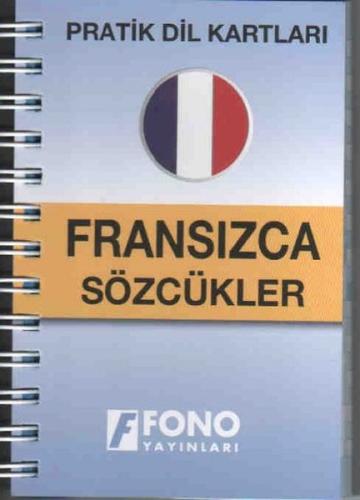 PRATİK DİL KARTLARI
FRANSIZCA
SÖZCÜKLER
F FONO
YAYINLARI